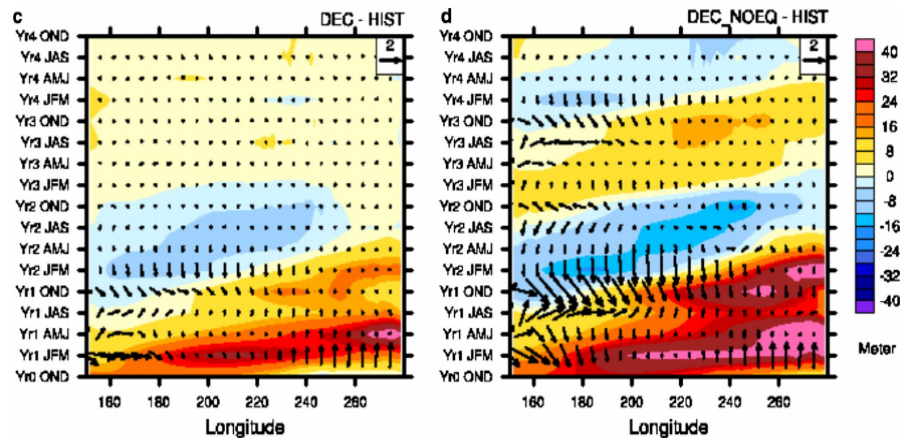 c DEC - HIST
Yr4 OND
Yr4 JAS
Yr4 AMJ
Yr4 JFM
Yr3 OND
Yr3 JAS
Yr3 AMJ
Yr3 JFM
Yr2 OND
Yr2 JAS
Yr2 AMJ
Yr2 JFM
Yr1 OND
Yr1 JAS
Yr1 AMJ
Yr1 JFM
Yr0 OND
2
160 180 200 220 240 260
Longitude
d DEC_NOEQ - HIST
Yr4 OND
Yr4 JAS
Yr4 AMJ
Yr4 JFM
Yr3 OND
Yr3 JAS
Yr3 AMJ
Yr3 JFM
Yr2 OND
Yr2 JAS
Yr2 AMJ
Yr2 JFM
Yr1 OND
Yr1 JAS
Yr1 AMJ
Yr1 JFM
Yr0 OND
2
160 180 200 220 240 260
Longitude
40
32
24
16
8
0
-8
-16
-24
-32
40
Meter